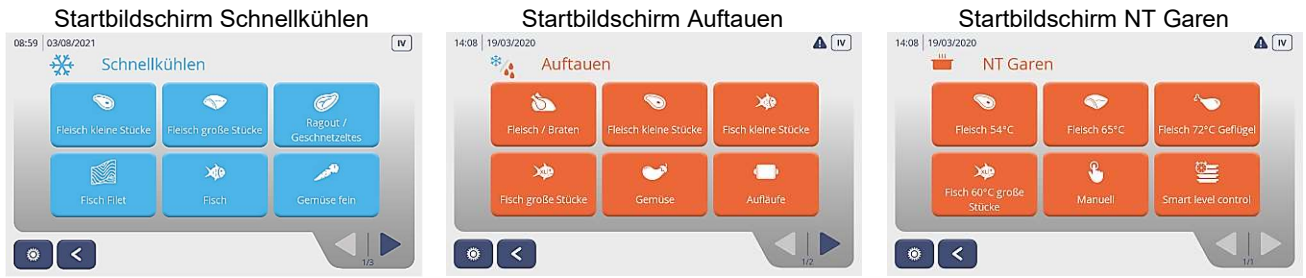 Startbildschirm Schnellkühlen
08:59 03/08/2021 IV
Schnellkühlen
Fleisch kleine Stücke
Fleisch große Stücke
Ragout /
Geschnetzeltes
Fisch Filet
Fisch
Gemüse fein
1/3
Startbildschirm Auftauen
14:08 19/03/2020 IV
Auftauen
Fleisch / Braten
Fleisch kleine Stücke
Fisch kleine Stücke
XL
Fisch große Stücke
Gemüse
Aufläufe
1/2
Startbildschirm NT Garen
14:08 19/03/2020 IV
NT Garen
Fleisch 54°C
Fleisch 65°C
Fleisch 72°C Geflügel
XL
Fisch 60°C große
Stücke
Manuell
Smart level control
1/1